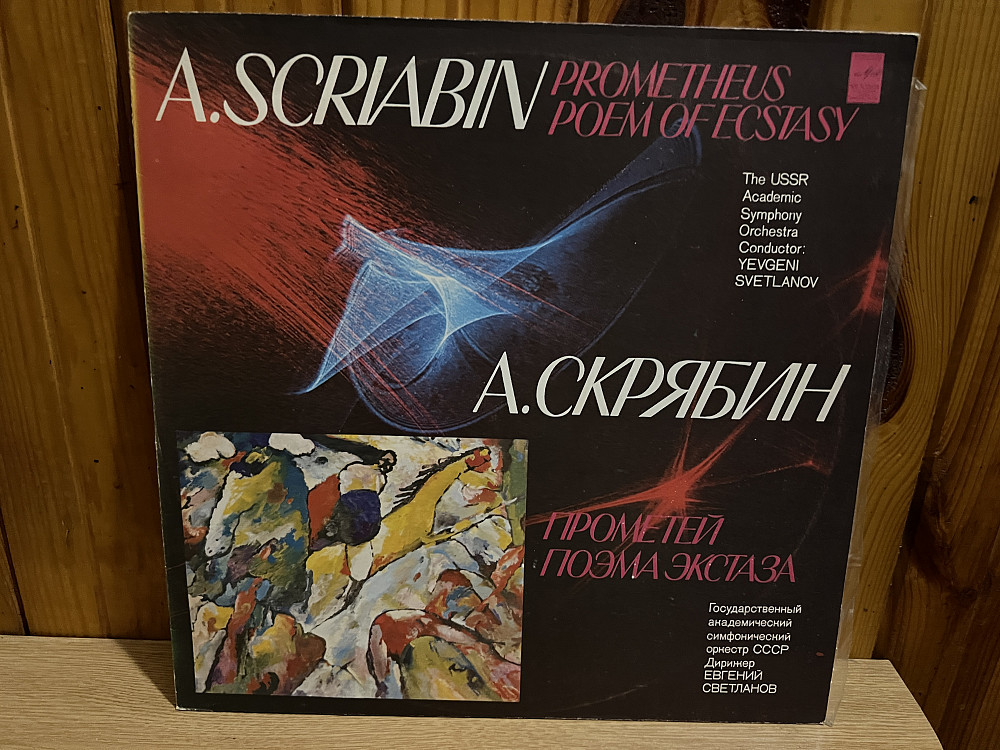 A.SCRIABIN
PROMETHEUS
POEM OF ECSTASY
The USSR
Academic
Symphony
Orchestra
Conductor:
YEVGENI
SVETLANOV
А.СКРЯБИН
ПРОМЕТЕЙ
ПОЭМА ЭКСТАЗА
Государственный
академический
симфонический
оркестр СССР
Дирижер
ЕВГЕНИЙ
СВЕТЛАНОВ